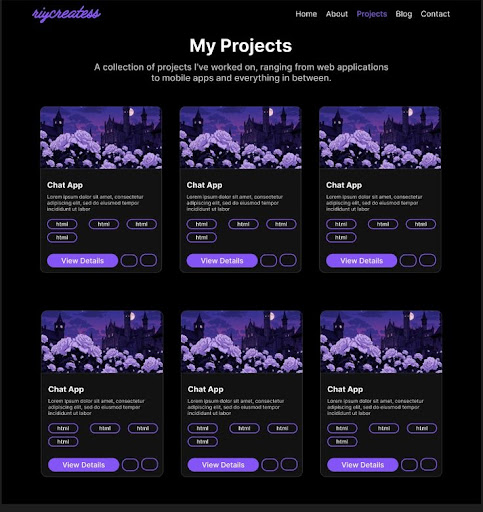 riycreatess
Home About Projects Blog Contact
My Projects
A collection of projects I've worked on, ranging from web applications
to mobile apps and everything in between.
Chat App
Lorem ipsum dolor sit amet, consectetur
adipiscing elit, sed do eiusmod tempor
incididunt ut labor
html html html
html
View Details
Chat App
Lorem ipsum dolor sit amet, consectetur
adipiscing elit, sed do eiusmod tempor
incididunt ut labor
html html html
html
View Details
Chat App
Lorem ipsum dolor sit amet, consectetur
adipiscing elit, sed do eiusmod tempor
incididunt ut labor
html html html
html
View Details
Chat App
Lorem ipsum dolor sit amet, consectetur
adipiscing elit, sed do eiusmod tempor
incididunt ut labor
html html html
html
View Details
Chat App
Lorem ipsum dolor sit amet, consectetur
adipiscing elit, sed do eiusmod tempor
incididunt ut labor
html html html
html
View Details
Chat App
Lorem ipsum dolor sit amet, consectetur
adipiscing elit, sed do eiusmod tempor
incididunt ut labor
html html html
html
View Details